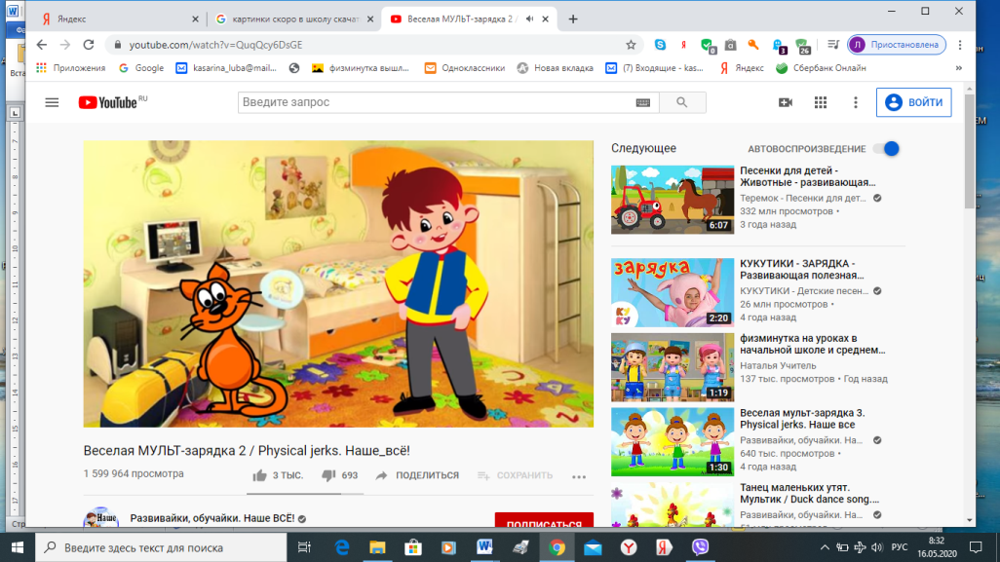 Яндекс
картинки скоро в школу скачат
Веселая МУЛЬТ-зарядка 2 /
youtube.com/watch?v=QuqQcy6DsGE
0
3
26
Л Приостановлена
Приложения
Google
kasarina_luba@mail...
физминутка вышл...
Одноклассники
Новая вкладка
(7) Входящие - kas...
Яндекс
Сбербанк Онлайн
»
YouTube RU
Введите запрос
ВОЙТИ
Следующее
АВТОВОСПРОИЗВЕДЕНИЕ
6:07
Песенки для детей -
Животные - развивающая...
Теремок - Песенки для дет...
332 млн просмотров •
3 года назад
зарядка
КУ
КУ
2:20
КУКУТИКИ - ЗАРЯДКА -
Развивающая полезная...
КУКУТИКИ - Детские песен...
26 млн просмотров •
4 года назад
1:19
физминутка на уроках в
начальной школе и среднем...
Наталья Учитель
137 тыс. просмотров • Год назад
1:30
Веселая мульт-зарядка 3.
Physical jerks. Наше все
Развивайки, обучайки. На...
640 тыс. просмотров •
4 года назад
Танец маленьких утят.
Мультик / Duck dance song....
Развивайки, обучайки. На...
Веселая МУЛЬТ-зарядка 2 / Physical jerks. Наше_всё!
1 599 964 просмотра
3 ТЫС.
693
ПОДЕЛИТЬСЯ
СОХРАНИТЬ
Наше
Развивайки, обучайки. Наше ВСЁ!
ПОДПИСАТЬСЯ
Введите здесь текст для поиска
РУС
8:32
16.05.2020